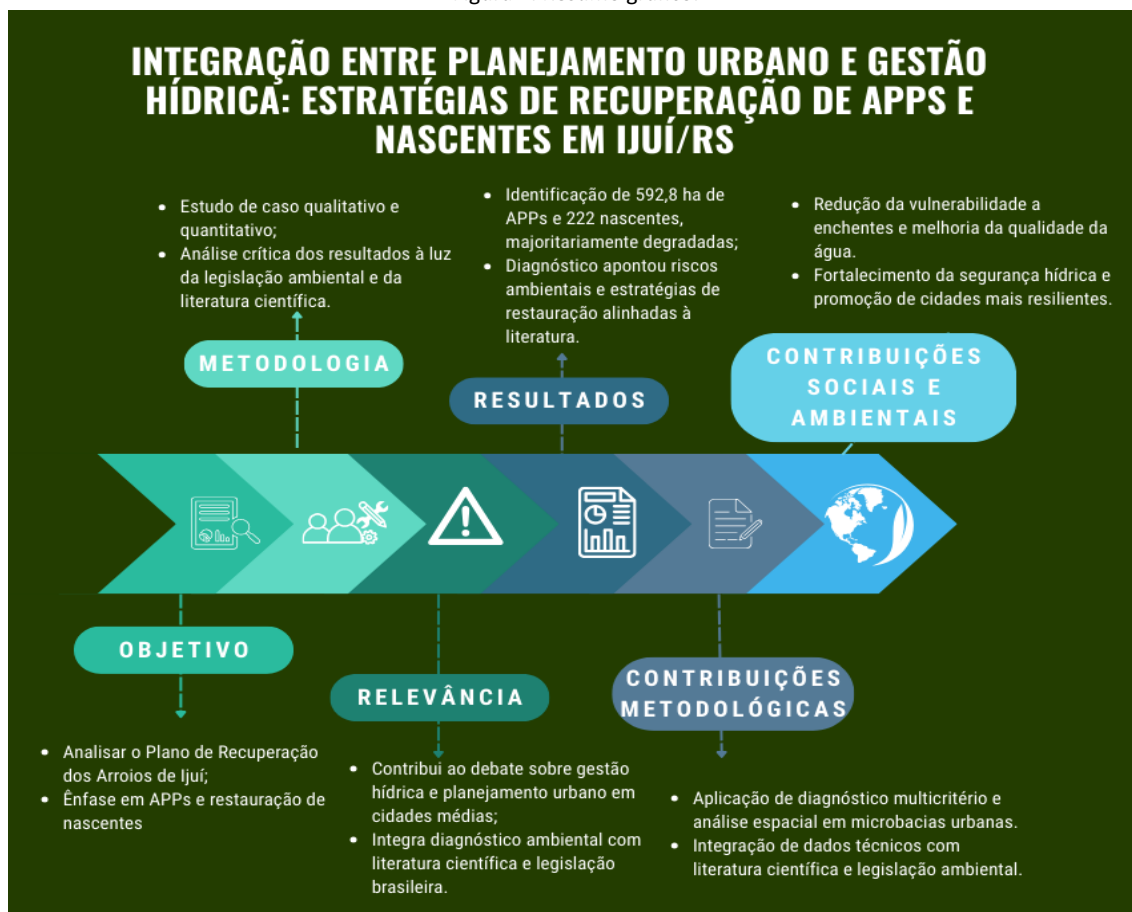 INTEGRAÇÃO ENTRE PLANEJAMENTO URBANO E GESTÃO
HÍDRICA: ESTRATÉGIAS DE RECUPERAÇÃO DE APPS E
NASCENTES EM IJUÍ/RS
• Estudo de caso qualitativo e
quantitativo;
• Análise crítica dos resultados à luz
da legislação ambiental e da
literatura científica.
METODOLOGIA
• Identificação de 592,8 ha de
APPs e 222 nascentes,
majoritariamente degradadas;
• Diagnóstico apontou riscos
ambientais e estratégias de
restauração alinhadas à
literatura.
RESULTADOS
• Redução da vulnerabilidade a
enchentes e melhoria da qualidade da
água.
• Fortalecimento da segurança hídrica e
promoção de cidades mais resilientes.
CONTRIBUIÇÕES
SOCIAIS E
AMBIENTAIS
OBJETIVO
• Analisar o Plano de Recuperação
dos Arroios de Ijuí;
• Ênfase em APPs e restauração de
nascentes
RELEVÂNCIA
• Contribui ao debate sobre gestão
hídrica e planejamento urbano em
cidades médias;
• Integra diagnóstico ambiental com
literatura científica e legislação
brasileira.
CONTRIBUIÇÕES
METODOLÓGICAS
• Aplicação de diagnóstico multicritério e
análise espacial em microbacias urbanas.
• Integração de dados técnicos com
literatura científica e legislação ambiental.